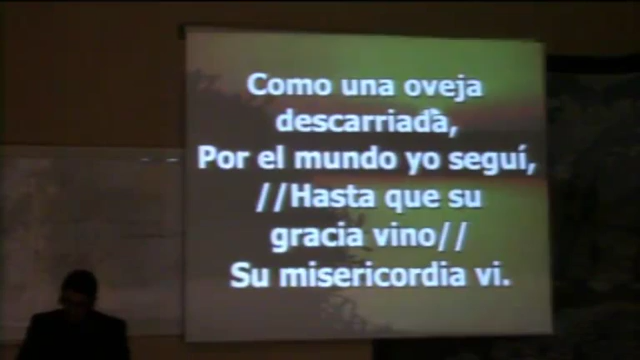 Como una oveja
descarriada,
Por el mundo yo seguí,
//Hasta que su
gracia vino//
Su misericordia vi.